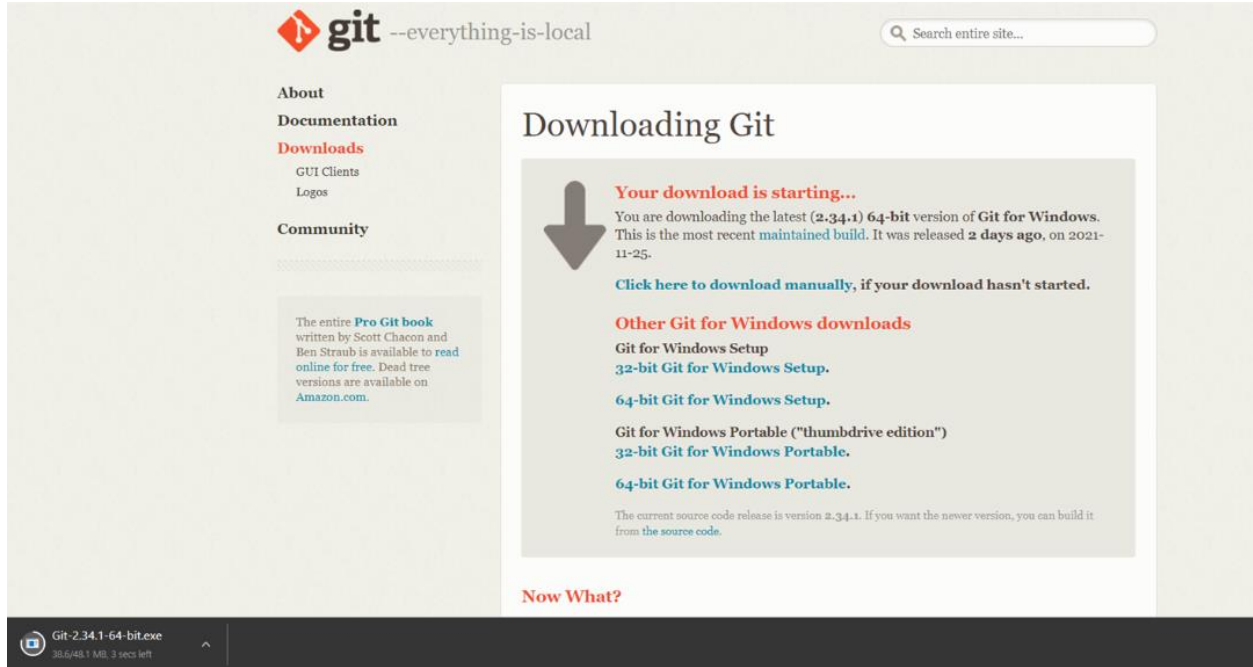 git --everything-is-local
Search entire site...
About
Documentation
Downloads
GUI Clients
Logos
Community
The entire Pro Git book
written by Scott Chacon and
Ben Straub is available to read
online for free. Dead tree
versions are available on
Amazon.com.
Downloading Git
Your download is starting...
You are downloading the latest (2.34.1) 64-bit version of Git for Windows.
This is the most recent maintained build. It was released 2 days ago, on 2021-
11-25.
Click here to download manually, if your download hasn't started.
Other Git for Windows downloads
Git for Windows Setup
32-bit Git for Windows Setup.
64-bit Git for Windows Setup.
Git for Windows Portable ("thumbdrive edition")
32-bit Git for Windows Portable.
64-bit Git for Windows Portable.
The current source code release is version 2.34.1. If you want the newer version, you can build it
from the source code.
Now What?
Git-2.34.1-64-bit.exe
38.6/48.1 MB, 3 secs left